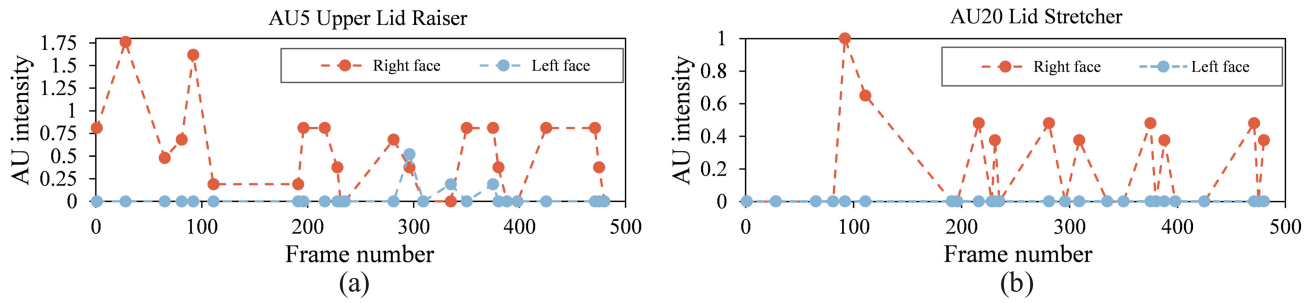 AU5 Upper Lid Raiser
AU intensity
1.75
1.5
1.25
1
0.75
0.5
0.25
0
Right face
Left face
0 100 200 300 400 500
Frame number
(a)
AU20 Lid Stretcher
AU intensity
1
0.8
0.6
0.4
0.2
0
Right face
Left face
0 100 200 300 400 500
Frame number
(b)